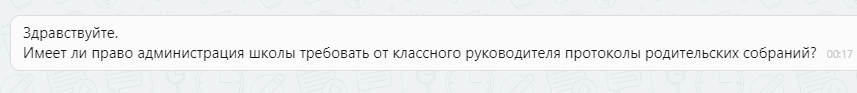 Здравствуйте.
Имеет ли право администрация школы требовать от классного руководителя протоколы родительских собраний? 00:17